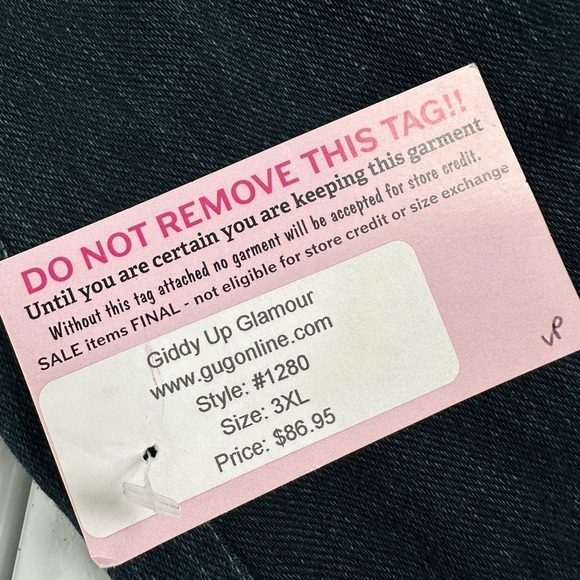 DO NOT REMOVE THIS TAG!!
Until you are certain you are keeping this garment
Without this tag attached no garment will be accepted for store credit.
SALE items FINAL - not eligible for store credit or size exchange
Giddy Up Glamour
www.gugonline.com
Style: #1280
Size: 3XL
Price: $86.95
VP